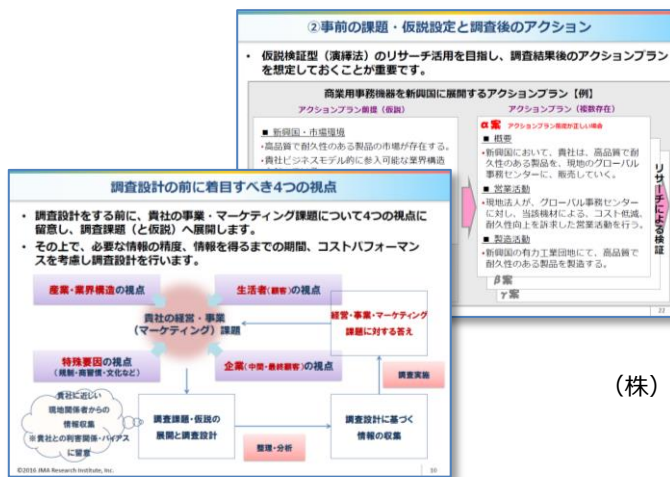 ②事前の課題・仮説設定と調査後のアクション
• 仮説検証型（演繹法）のリサーチ活用を目指し、調査結果後のアクションプラン
を想定しておくことが重要です。
商業用事務機器を新興国に展開するアクションプラン【例】
アクションプラン前提（仮説）
■ 新興国・市場環境
•高品質で耐久性のある製品の市場が存在する。
•貴社ビジネスモデル的に参入可能な業界構造
アクションプラン（複数存在）
α案 アクションプラン前提が正しい場合
■ 概要
•新興国において、貴社は、高品質で耐
久性のある製品を、現地のグローバル
事務センターに、販売していく。
■ 営業活動
•現地法人が、グローバル事務センター
に対し、当該機材による、コスト低減、
耐久性向上を訴求した営業活動を行う。
■ 製造活動
•新興国の有力工業団地にて、高品質で
耐久性のある製品を製造する。
β案
γ案
リサーチによる検証
22
調査設計の前に着目すべき4つの視点
• 調査設計をする前に、貴社の事業・マーケティング課題について4つの視点に
留意し、調査課題（と仮説）へ展開します。
• その上で、必要な情報の精度、情報を得るまでの期間、コストパフォーマン
スを考慮し調査設計を行います。
産業・業界構造の視点
生活者（顧客）の視点
貴社の経営・事業
（マーケティング）課題
経営・事業・マーケティング
課題に対する答え
特殊要因の視点
（規制・商習慣・文化など）
企業（中間・最終顧客）の視点
調査実施
貴社に近しい
現地関係者からの
情報収集
※貴社との利害関係・バイアス
に留意
調査課題・仮説の
展開と調査設計
整理・分析
調査設計に基づく
情報の収集
©2016 JMA Research Institute, Inc.
10
（株）